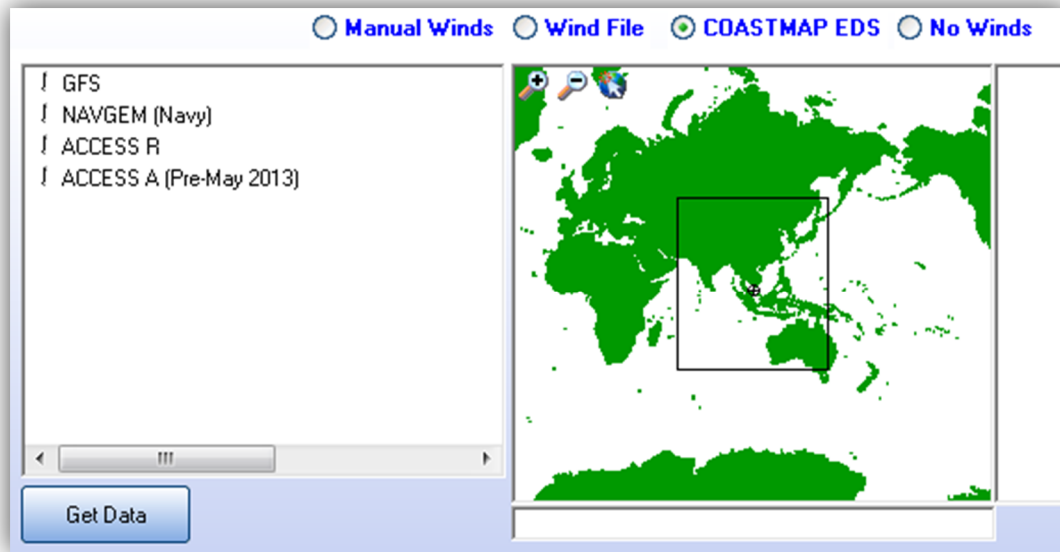 Manual Winds Wind File COASTMAP EDS No Winds
GFS
NAVGEM (Navy)
ACCESS R
ACCESS A (Pre-May 2013)
Get Data